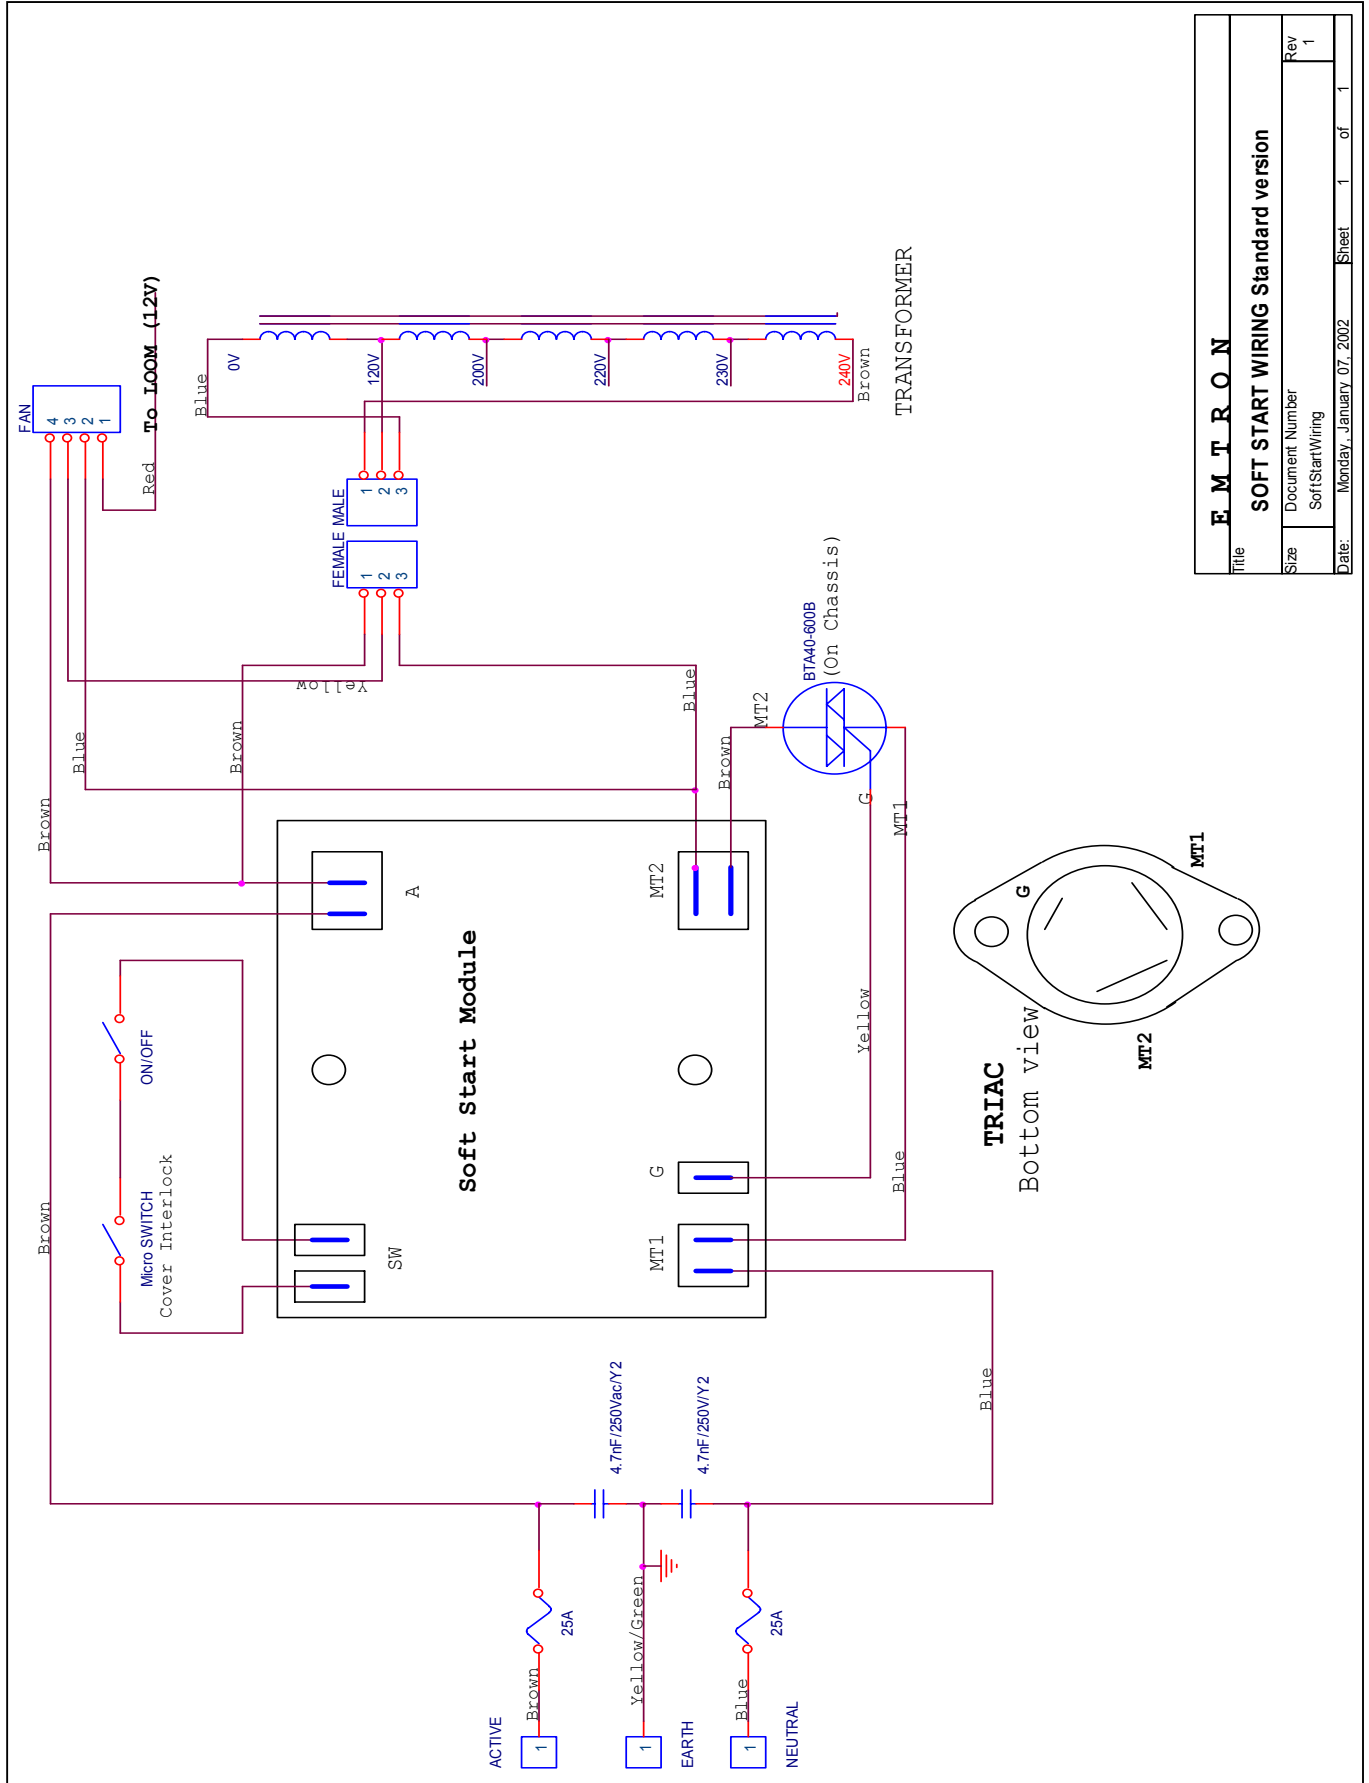 FAN
4
3
2
1
Red
To LOOM (12V)
Blue
0V
120V
200V
220V
230V
240V
Brown
TRANSFORMER
MALE
1
2
3
FEMALE
1
2
3
Yellow
Brown
Blue
Brown
Blue
Brown
MT2
BTA40-600B
(On Chassis)
G
MT1
A
MT2
Soft Start Module
ON/OFF
Micro SWITCH
Cover Interlock
Brown
SW
G
MT1
Yellow
Blue
TRIAC
Bottom view
G
MT1
MT2
4.7nF/250Vac/Y2
4.7nF/250V/Y2
Blue
25A
25A
Brown
Yellow/Green
Blue
ACTIVE
1
EARTH
1
NEUTRAL
1
E M T R O N
Title
SOFT START WIRING Standard version
Size
Document Number
Rev
SoftStartWiring
1
Date:
Monday, January 07, 2002
Sheet
1
of
1